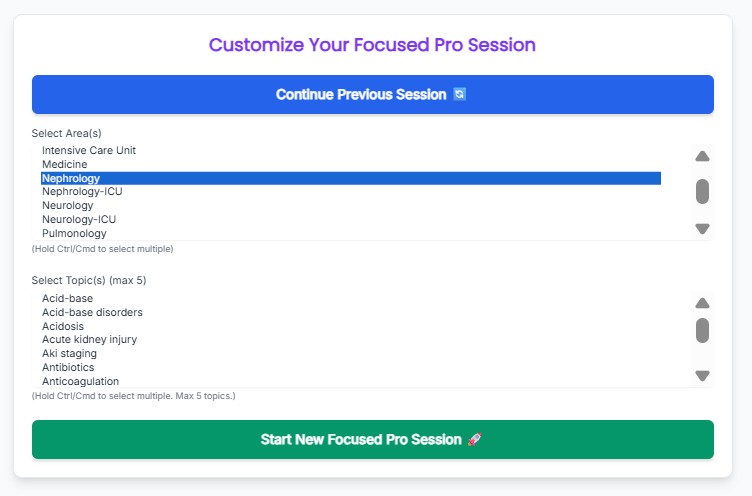 Customize Your Focused Pro Session
Continue Previous Session
Select Area(s)
Intensive Care Unit
Medicine
Nephrology
Nephrology-ICU
Neurology
Neurology-ICU
Pulmonology
(Hold Ctrl/Cmd to select multiple)
Select Topic(s) (max 5)
Acid-base
Acid-base disorders
Acidosis
Acute kidney injury
Aki staging
Antibiotics
Anticoagulation
(Hold Ctrl/Cmd to select multiple. Max 5 topics.)
Start New Focused Pro Session